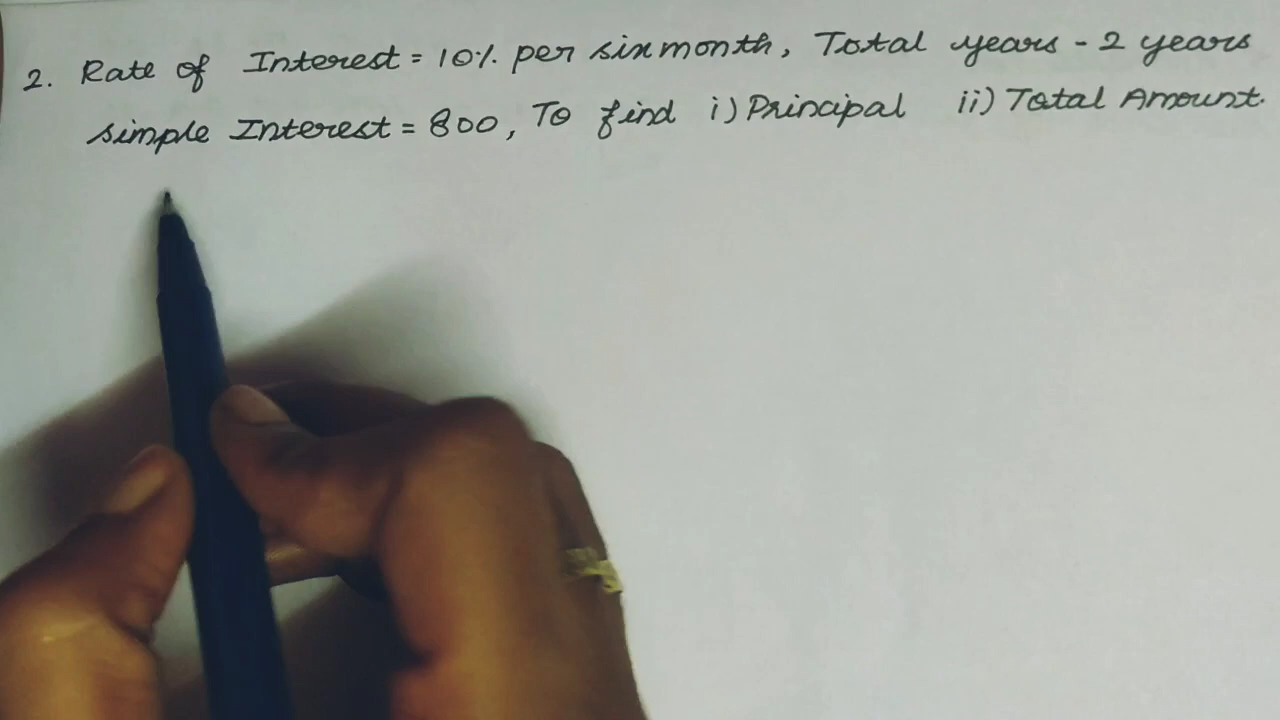 2. Rate of Interest = 10%. per six month, Total years - 2 years
simple Interest = 800, To find i) Principal ii) Total Amount.